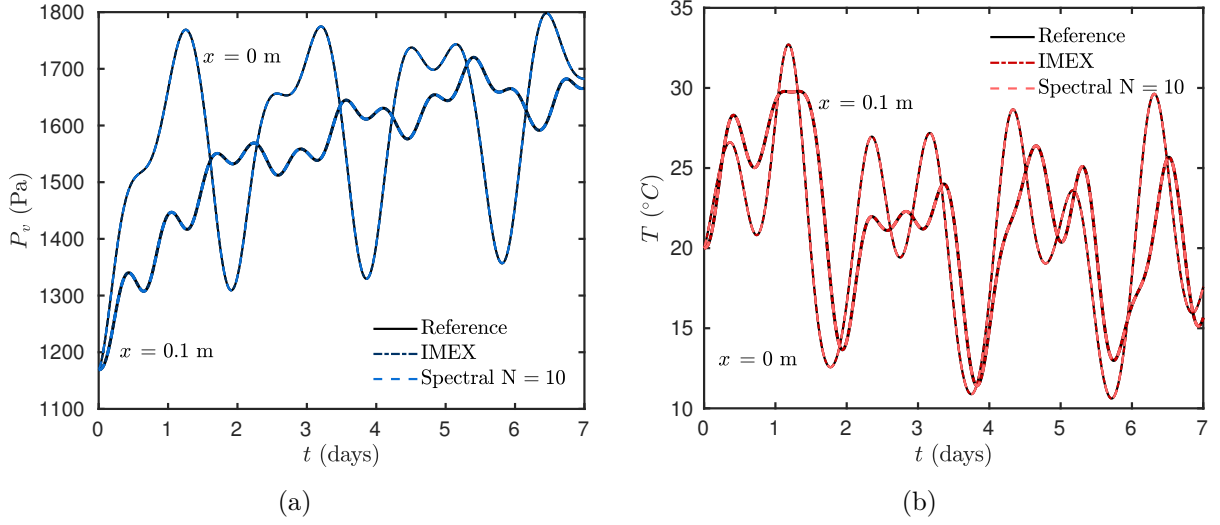 1800
1700
1600
1500
1400
1300
1200
1100
P_v (Pa)
x = 0 m
x = 0.1 m
Reference
IMEX
Spectral N = 10
0 1 2 3 4 5 6 7
t (days)
(a)
35
30
25
20
15
10
T (°C)
Reference
IMEX
Spectral N = 10
x = 0.1 m
x = 0 m
0 1 2 3 4 5 6 7
t (days)
(b)